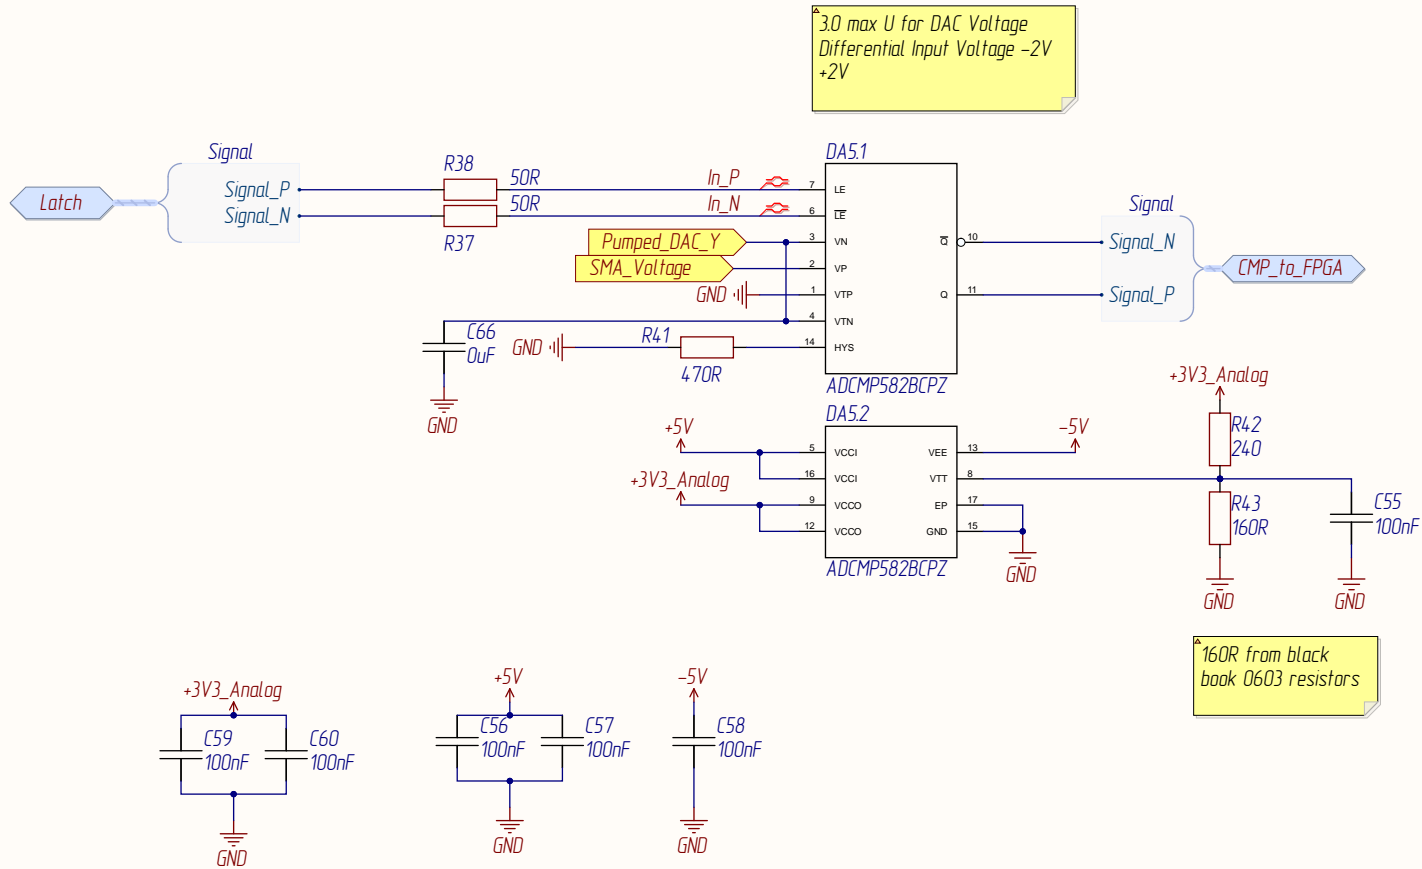 3.0 max U for DAC Voltage
Differential Input Voltage -2V
+2V
Latch
Signal
Signal_P
Signal_N
R38
50R
50R
R37
In_P
In_N
Pumped_DAC_Y
SMA_Voltage
GND
C66
0uF
GND
GND
R41
470R
DA5.1
7 LE
6 LE
3 VN
2 VP
1 VTP
4 VTN
14 HYS
Q 10
Q 11
ADCMP582BCPZ
Signal
Signal_N
Signal_P
CMP_to_FPGA
DA5.2
+5V
+3V3_Analog
5 VCCI
16 VCCI
9 VCCO
12 VCCO
VEE 13
VTT 8
EP 17
GND 15
ADCMP582BCPZ
-5V
GND
+3V3_Analog
R42
240
R43
160R
GND
C55
100nF
GND
160R from black
book 0603 resistors
+3V3_Analog
C59
100nF
C60
100nF
GND
+5V
C56
100nF
C57
100nF
GND
-5V
C58
100nF
GND